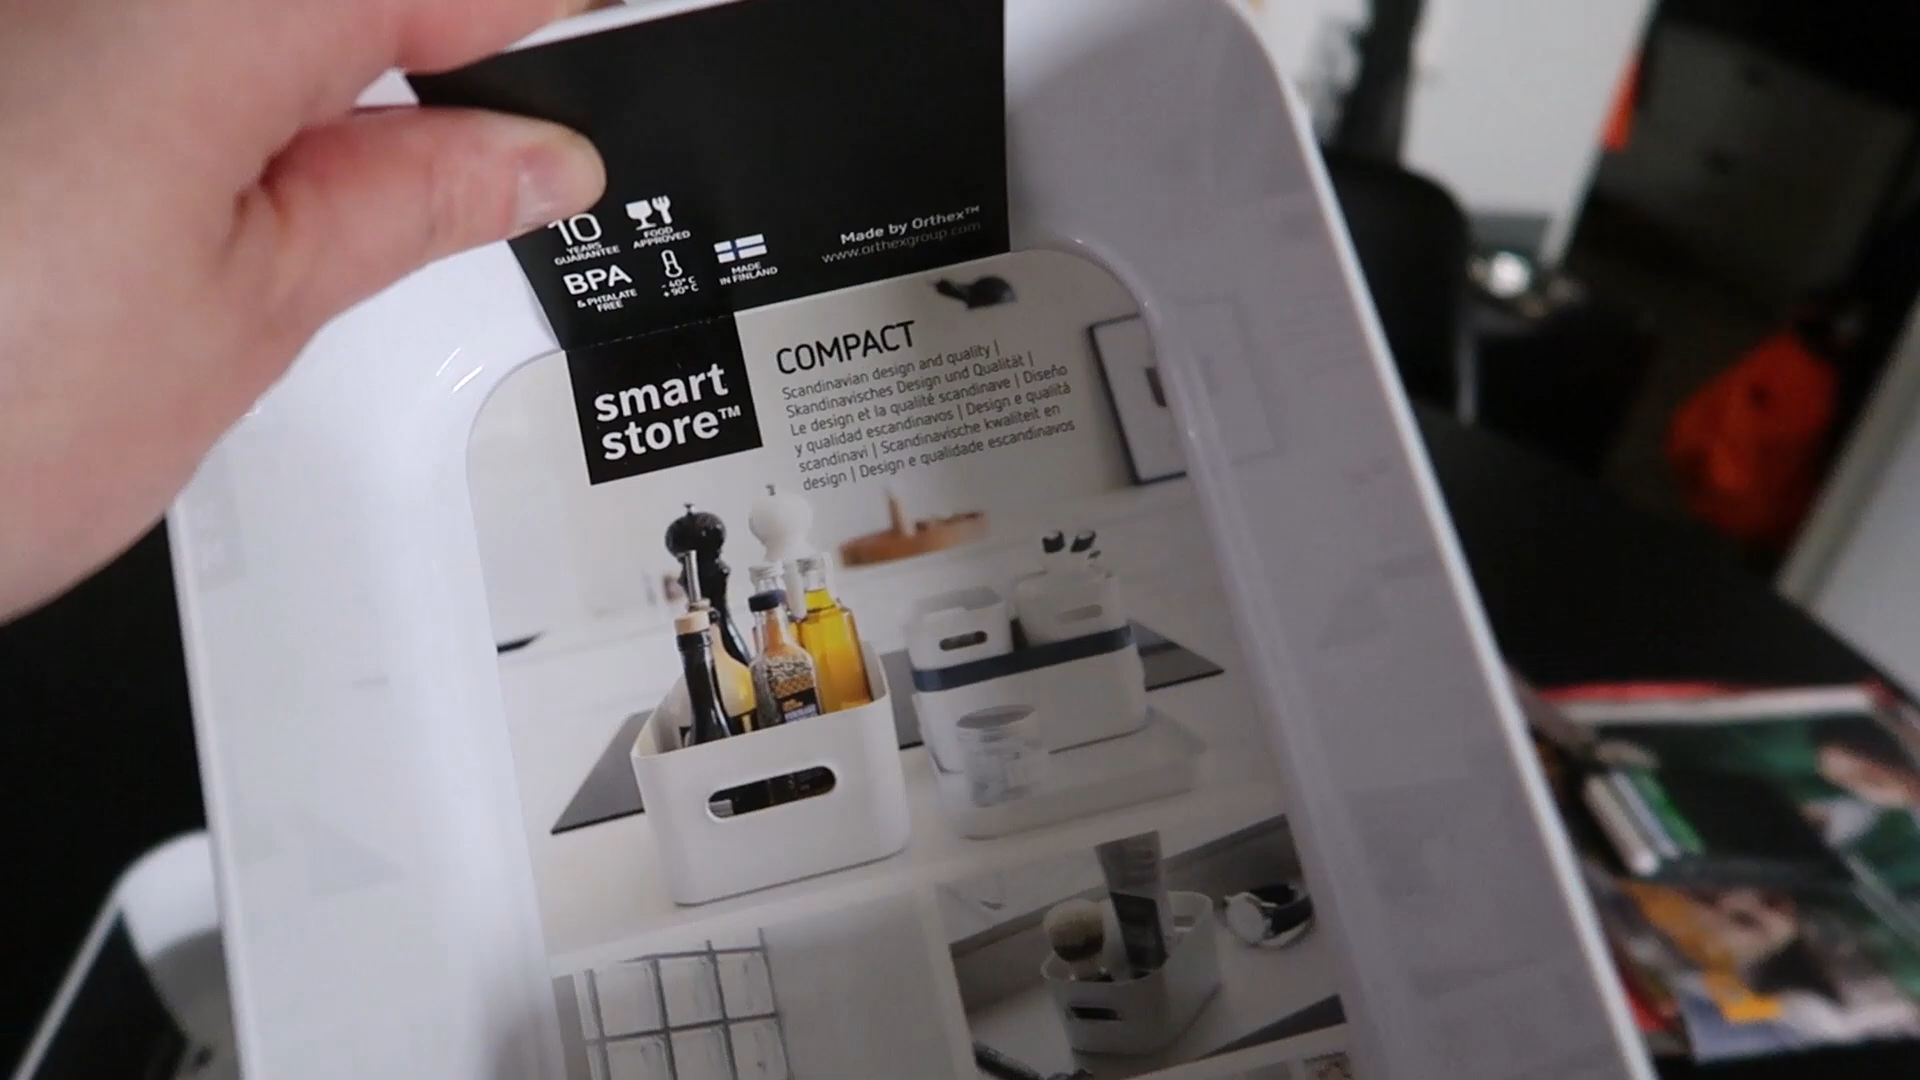 10
YEARS
GUARANTEE
FOOD
APPROVED
BPA
& PHTALATE
FREE
- 40° C
+ 90° C
MADE
IN FINLAND
Made by Orthex™
www.orthexgroup.com
smart
store™
COMPACT
Scandinavian design and quality |
Skandinavisches Design und Qualität |
Le design et la qualité scandinave | Diseño
y qualidad escandinavos | Design e qualità
scandinavi | Scandinavische kwaliteit en
design | Design e qualidade escandinavos